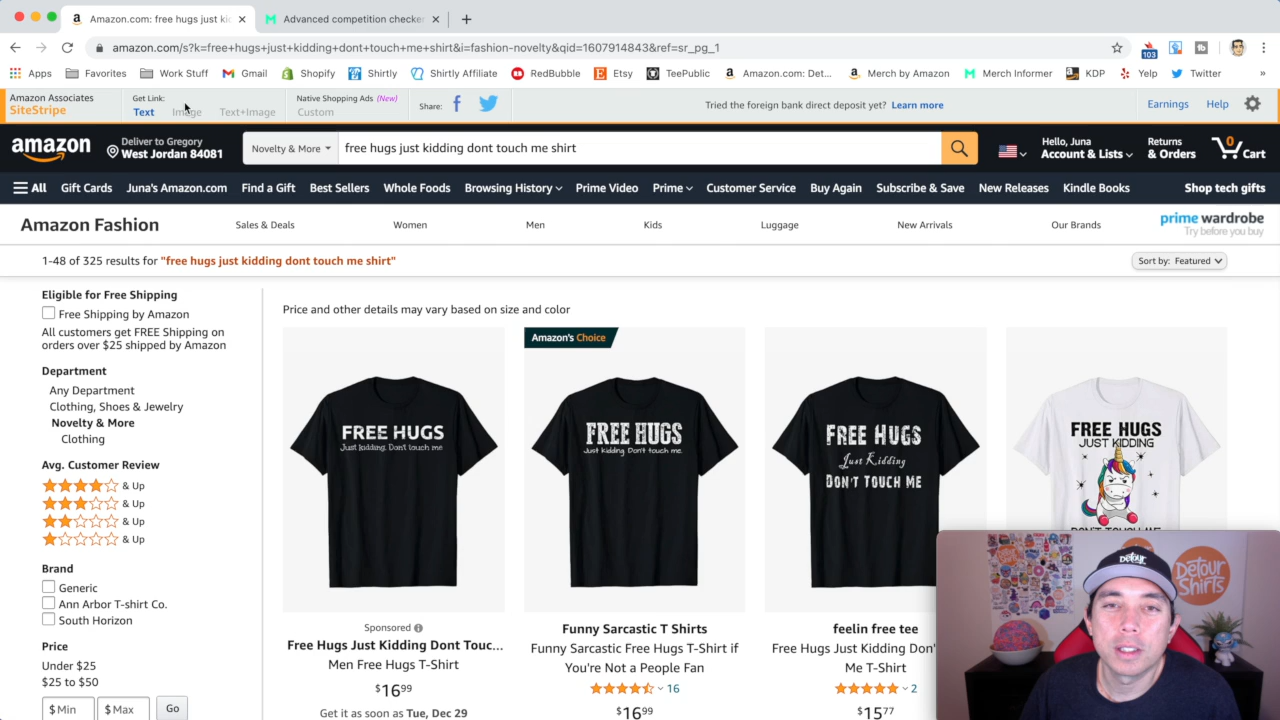 Amazon.com: free hugs just ki
Advanced competition checke
amazon.com/s?k=free+hugs+just+kidding+dont+touch+me+shirt&i=fashion-novelty&qid=1607914843&ref=sr_pg_1
103
Apps
Favorites
Work Stuff
Gmail
Shopify
Shirtly
Shirtly Affiliate
RedBubble
Etsy
TeePublic
Amazon.com: Det...
Merch by Amazon
Merch Informer
KDP
Yelp
Twitter
»
Amazon Associates
SiteStripe
Get Link:
Text
Image
Text+Image
Native Shopping Ads (New)
Custom
Share:
Tried the foreign bank direct deposit yet? Learn more
Earnings
Help
amazon
Deliver to Gregory
West Jordan 84081
Novelty & More
free hugs just kidding dont touch me shirt
Hello, Juna
Account & Lists
Returns
& Orders
0
Cart
All
Gift Cards
Juna's Amazon.com
Find a Gift
Best Sellers
Whole Foods
Browsing History
Prime Video
Prime
Customer Service
Buy Again
Subscribe & Save
New Releases
Kindle Books
Shop tech gifts
Amazon Fashion
Sales & Deals
Women
Men
Kids
Luggage
New Arrivals
Our Brands
prime wardrobe
Try before you buy
1-48 of 325 results for "free hugs just kidding dont touch me shirt"
Sort by: Featured
Eligible for Free Shipping
Free Shipping by Amazon
All customers get FREE Shipping on
orders over $25 shipped by Amazon
Department
Any Department
Clothing, Shoes & Jewelry
Novelty & More
Clothing
Avg. Customer Review
& Up
& Up
& Up
& Up
Brand
Generic
Ann Arbor T-shirt Co.
South Horizon
Price
Under $25
$25 to $50
$ Min
$ Max
Go
Price and other details may vary based on size and color
FREE HUGS
Just kidding. Don't touch me.
Sponsored
Free Hugs Just Kidding Dont Touc...
Men Free Hugs T-Shirt
$16.99
Get it as soon as Tue, Dec 29
Amazon's Choice
FREE HUGS
Just kidding. Don't touch me.
Funny Sarcastic T Shirts
Funny Sarcastic Free Hugs T-Shirt if
You're Not a People Fan
16
$16.99
FREE HUGS
Just Kidding
DON'T TOUCH ME
feelin free tee
Free Hugs Just Kidding Don'
Me T-Shirt
2
$15.77
FREE HUGS
JUST KIDDING
DON'T TOUCH ME
DETOUR
DETOUR
SHIRTS